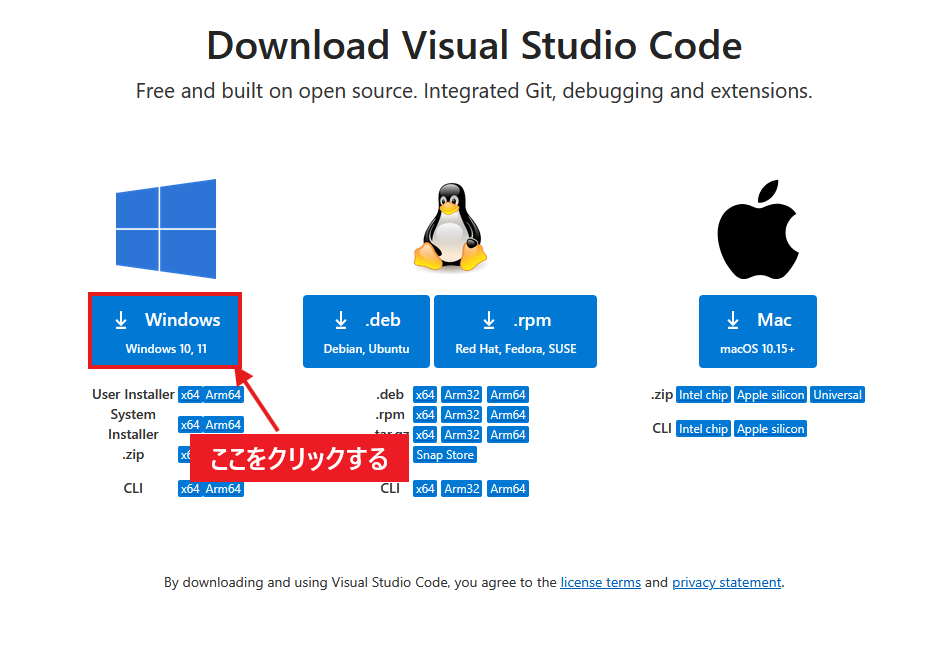 Download Visual Studio Code
Free and built on open source. Integrated Git, debugging and extensions.
Windows
Windows 10, 11
.deb
Debian, Ubuntu
.rpm
Red Hat, Fedora, SUSE
Mac
macOS 10.15+
User Installer x64 Arm64
System
Installer x64 Arm64
.zip
CLI x64 Arm64
ここをクリックする
.deb x64 Arm32 Arm64
.rpm x64 Arm32 Arm64
x64 Arm32 Arm64
Snap Store
CLI x64 Arm32 Arm64
.zip Intel chip Apple silicon Universal
CLI Intel chip Apple silicon
By downloading and using Visual Studio Code, you agree to the license terms and privacy statement.